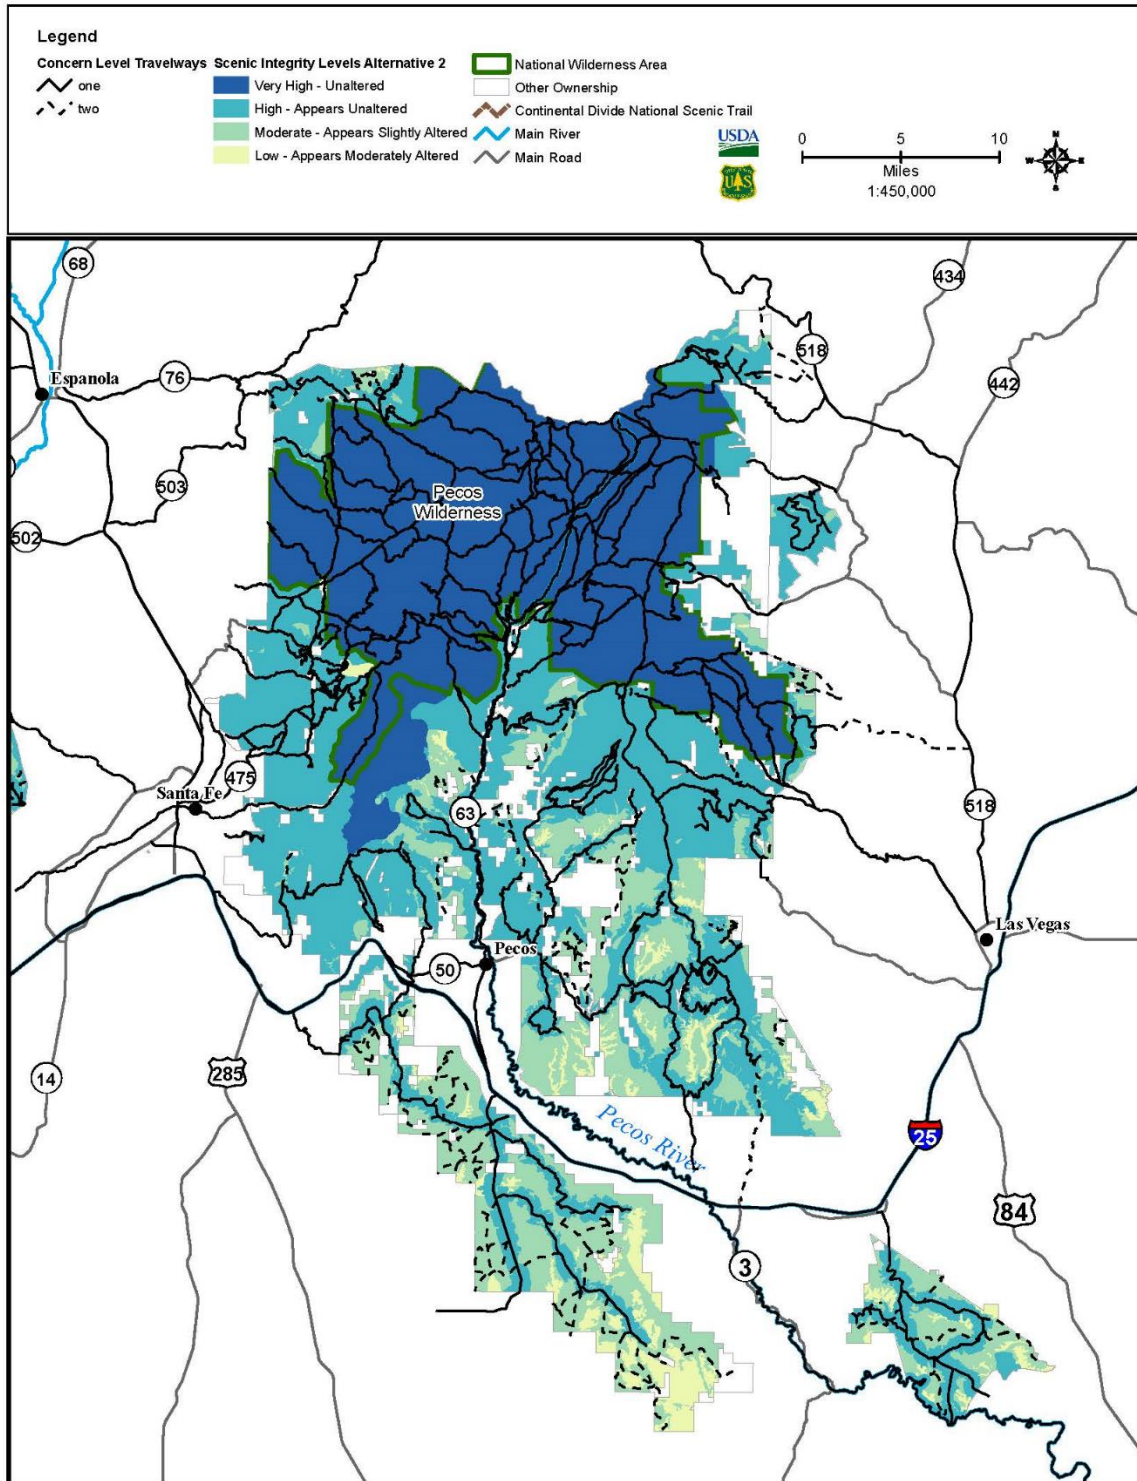 Legend
Concern Level Travelways
one
two
Scenic Integrity Levels Alternative 2
Very High - Unaltered
High - Appears Unaltered
Moderate - Appears Slightly Altered
Low - Appears Moderately Altered
National Wilderness Area
Other Ownership
Continental Divide National Scenic Trail
Main River
Main Road
USDA
U S
0 5 10
Miles
1:450,000
N
W E
S
68
434
518
Espanola
76
442
503
Pecos
Wilderness
502
475
Santa Fe
63
518
Las Vegas
Pecos
50
14
285
Pecos River
25
84
3